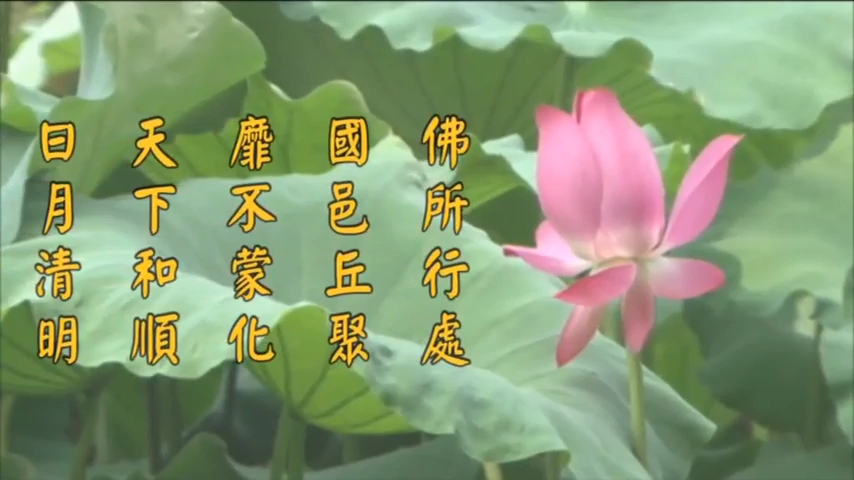 佛所行處
國邑丘聚
靡不蒙化
天下和順
日月清明